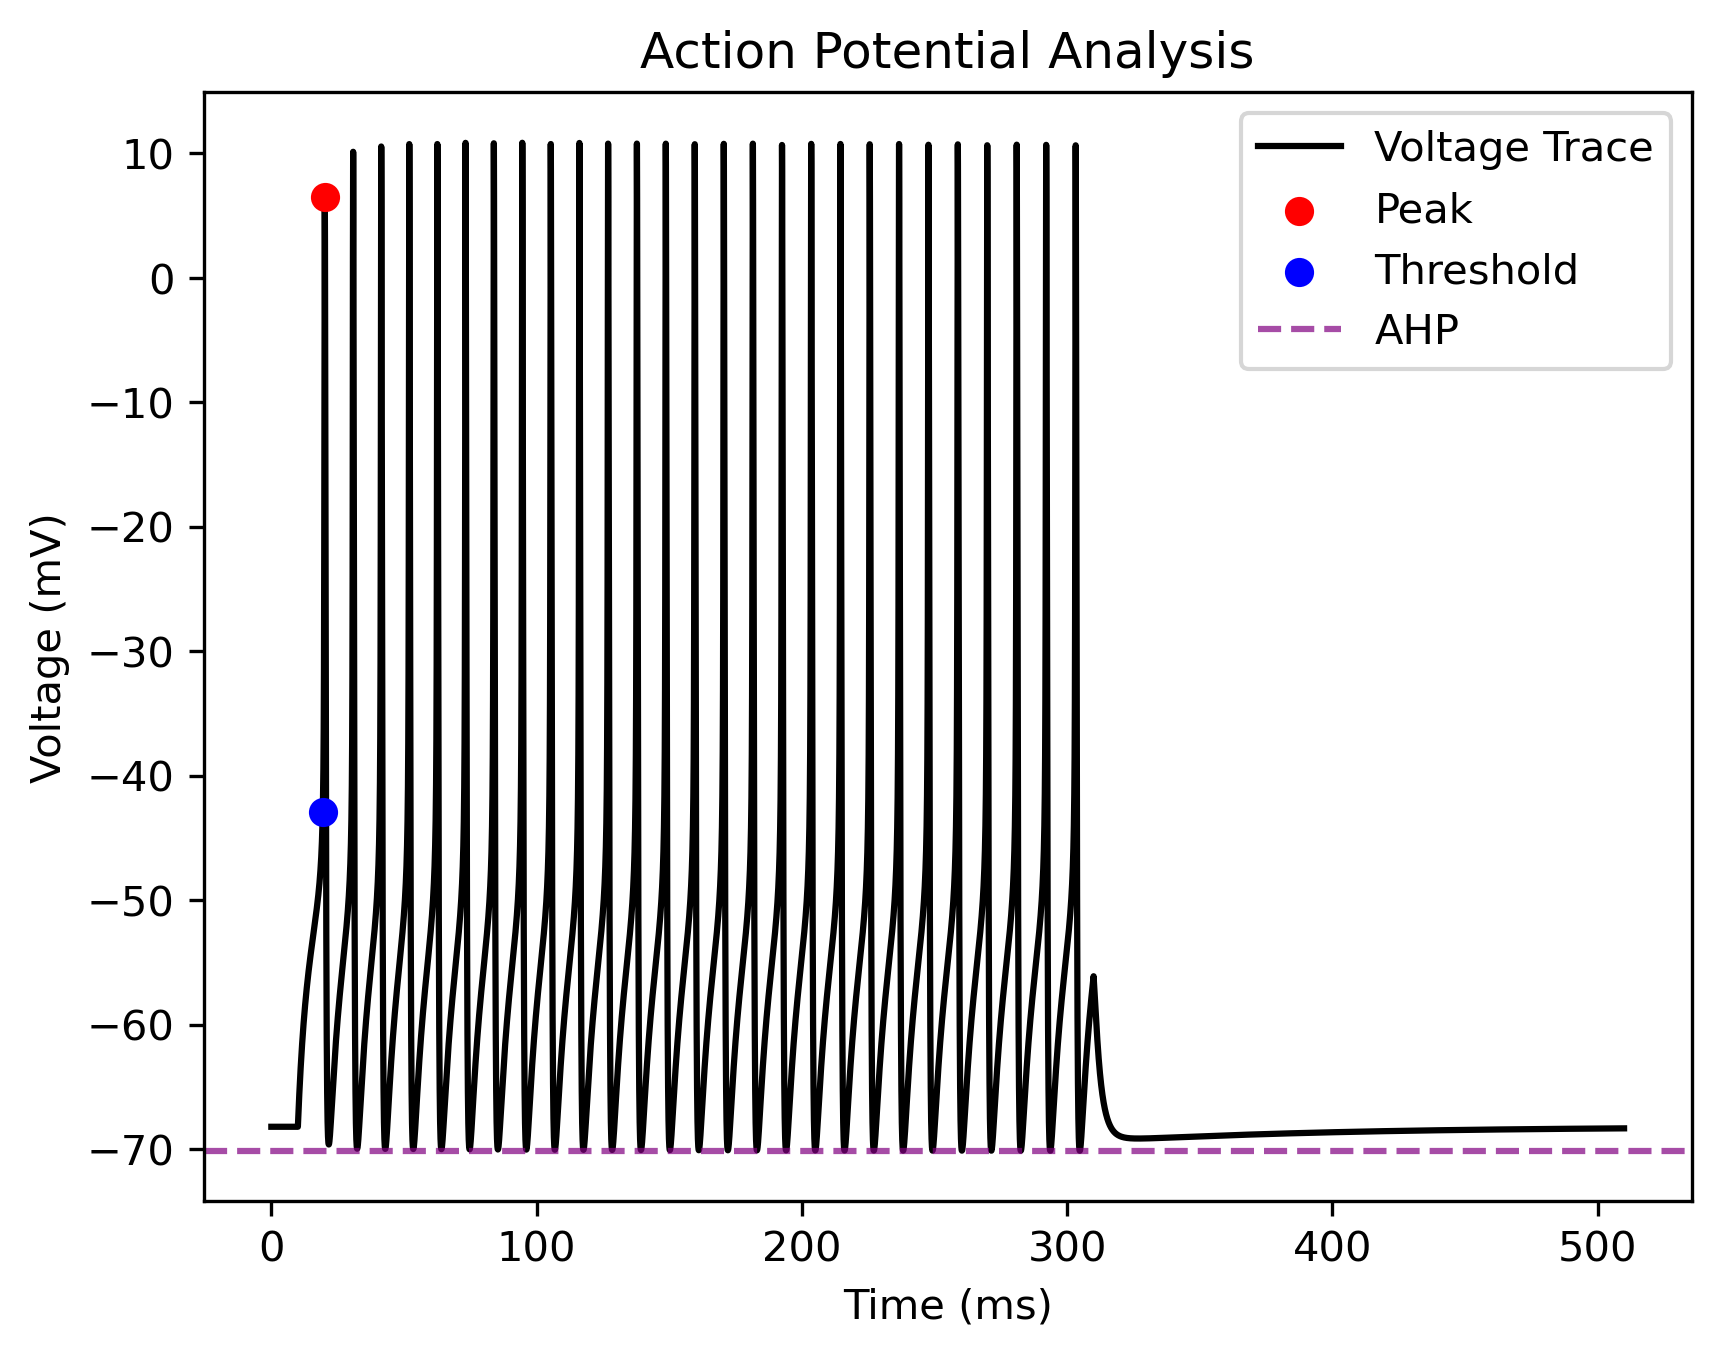 Action Potential Analysis
Voltage Trace
Peak
Threshold
AHP
10
0
−10
−20
−30
−40
−50
−60
−70
Voltage (mV)
0 100 200 300 400 500
Time (ms)